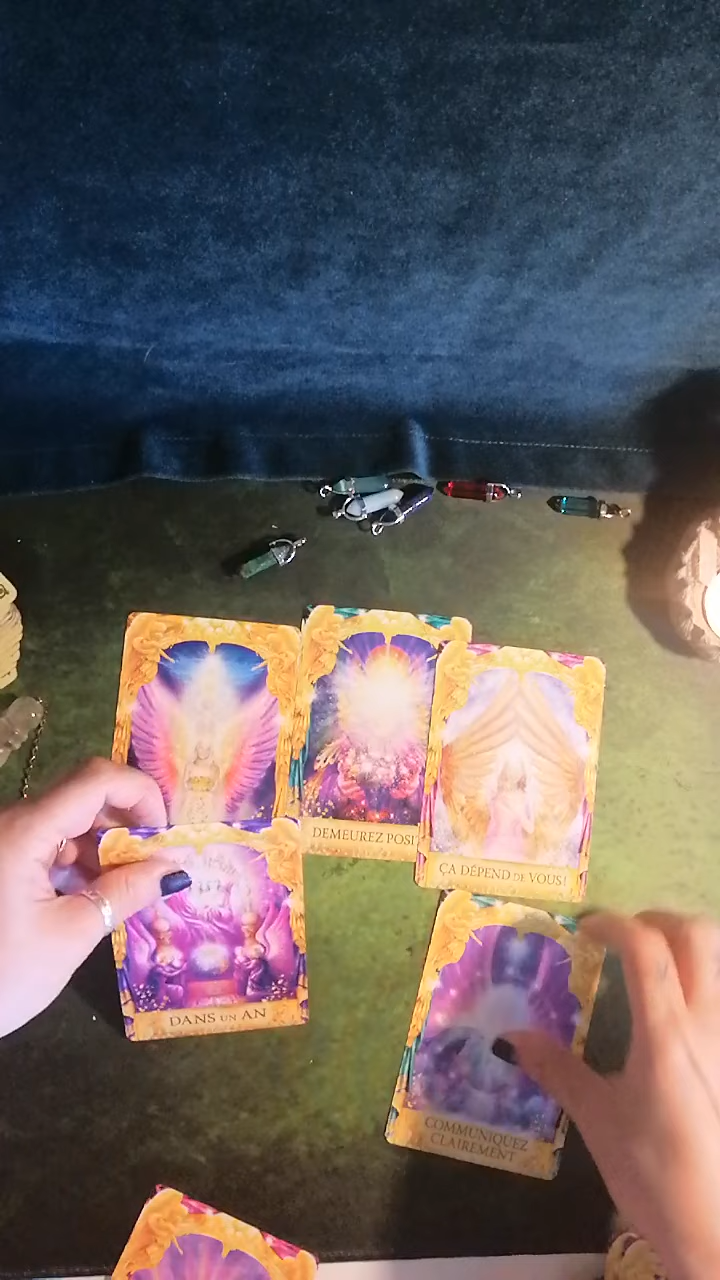 DEMEUREZ POSI
ÇA DÉPEND DE VOUS!
DANS UN AN
COMMUNIQUEZ
CLAIREMENT